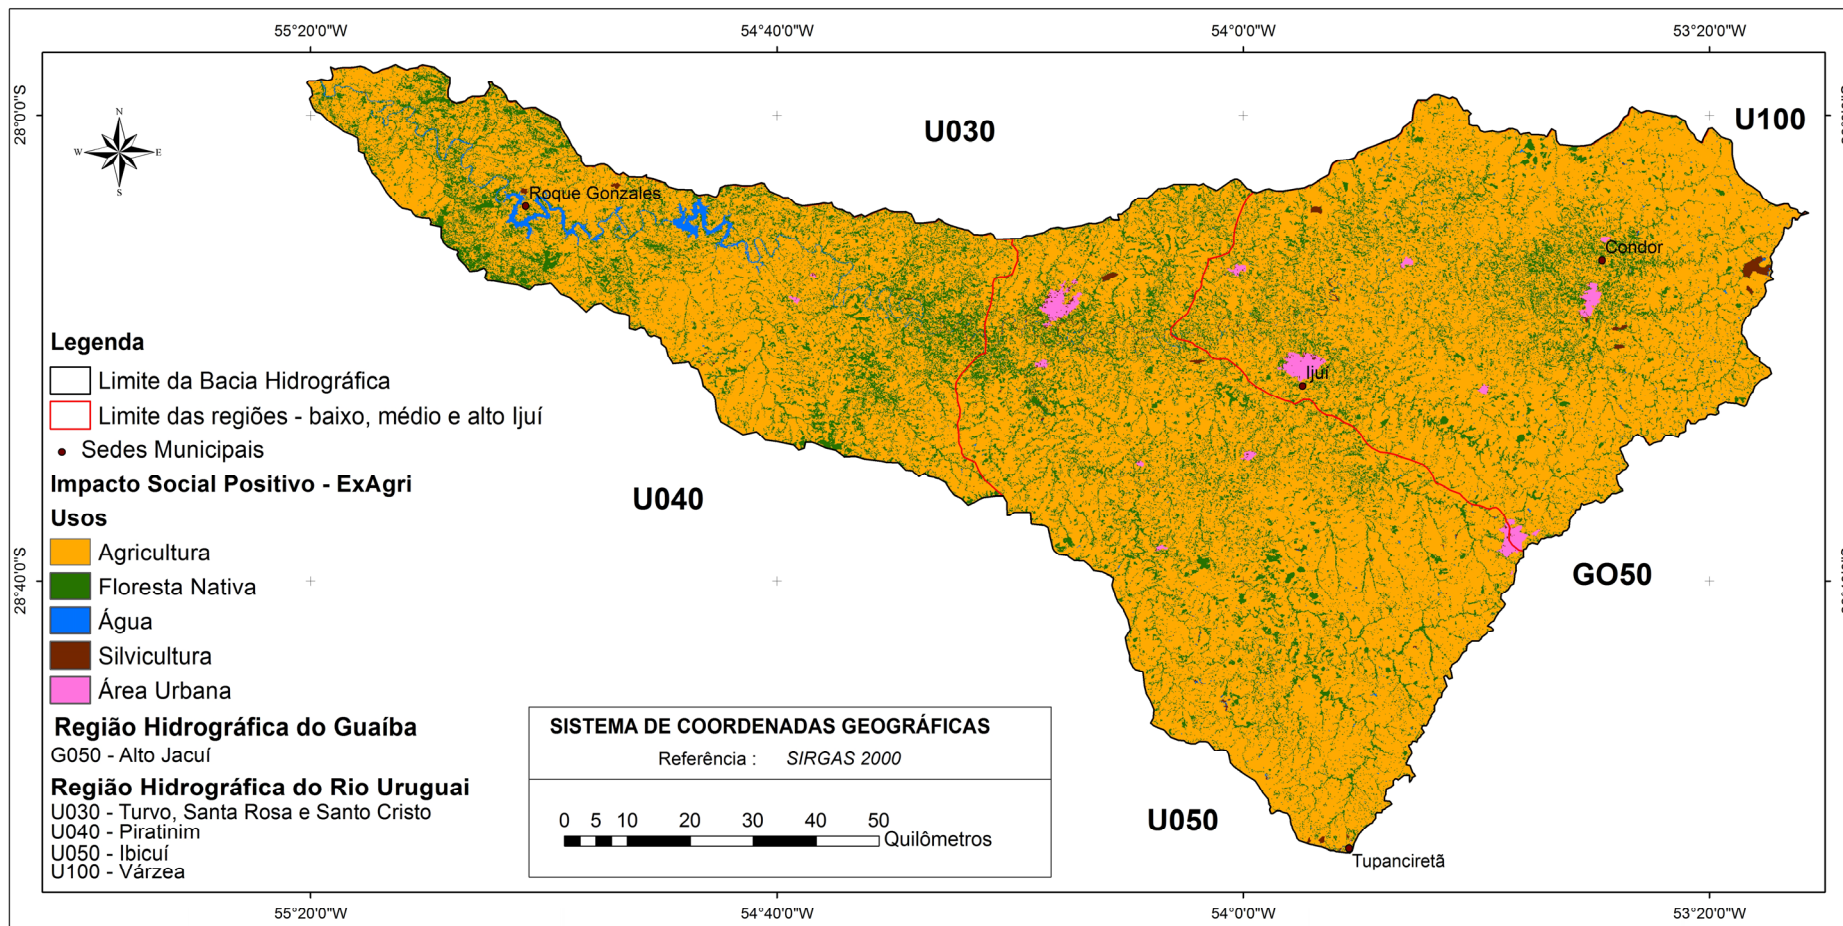 55°20'0"W 54°40'0"W 54°0'0"W 53°20'0"W
28°0'0"S
N
W E
S
U030
U100
Roque Gonzales
Condor
Ijuí
U040
GO50
U050
Tupanciretã
28°40'0"S
Legenda
Limite da Bacia Hidrográfica
Limite das regiões - baixo, médio e alto Ijuí
Sedes Municipais
Impacto Social Positivo - ExAgri
Usos
Agricultura
Floresta Nativa
Água
Silvicultura
Área Urbana
Região Hidrográfica do Guaíba
G050 - Alto Jacuí
Região Hidrográfica do Rio Uruguai
U030 - Turvo, Santa Rosa e Santo Cristo
U040 - Piratinim
U050 - Ibicuí
U100 - Várzea
SISTEMA DE COORDENADAS GEOGRÁFICAS
Referência : SIRGAS 2000
0 5 10 20 30 40 50
Quilômetros
55°20'0"W 54°40'0"W 54°0'0"W 53°20'0"W